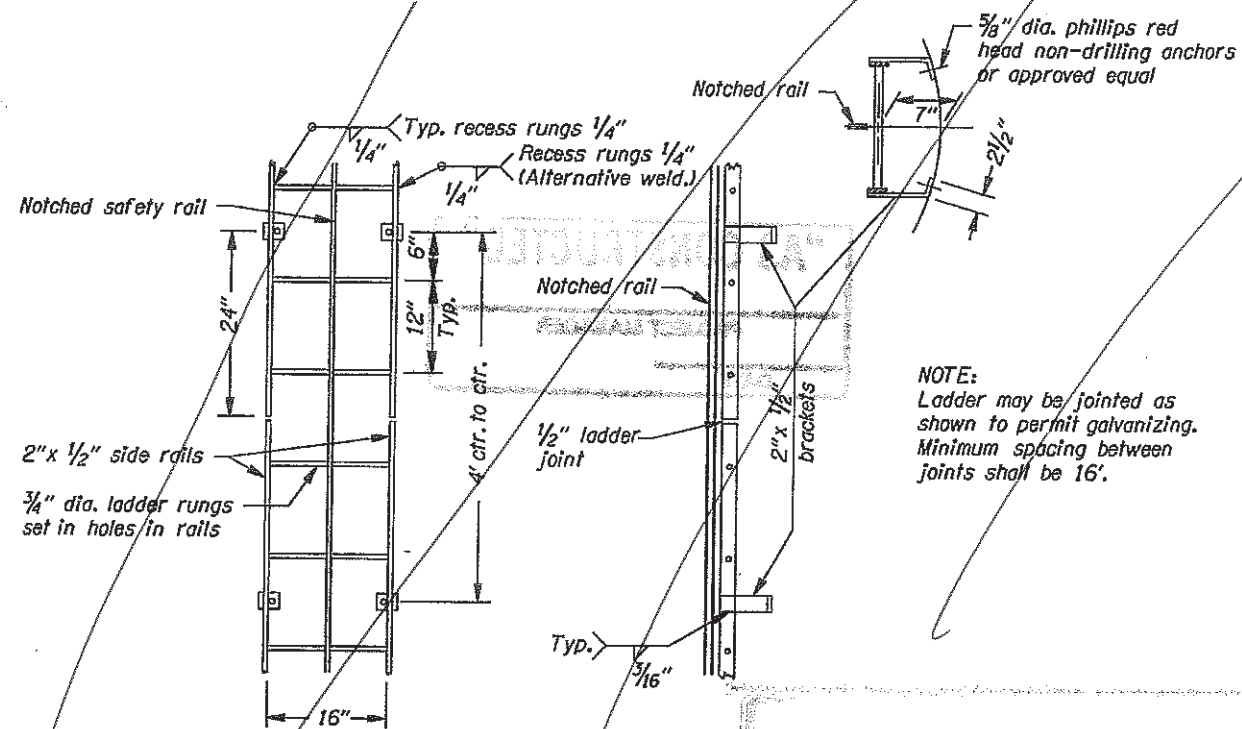 5/8" dia. phillips red
head non-drilling anchors
or approved equal
Notched rail
7"
2 1/2"
Typ. recess rungs 1/4"
1/4"
Recess rungs 1/4"
(Alternative weld.)
1/4"
Notched safety rail
6"
24"
12"
Typ.
4' ctr. to ctr.
"AS CONSTRUCTED
PROJECT MANAGER
Notched rail
2" x 1/2"
brackets
1/2" ladder
joint
NOTE:
Ladder may be jointed as
shown to permit galvanizing.
Minimum spacing between
joints shall be 16'.
2" x 1/2" side rails
3/4" dia. ladder rungs
set in holes in rails
Typ.
3/16"
16"